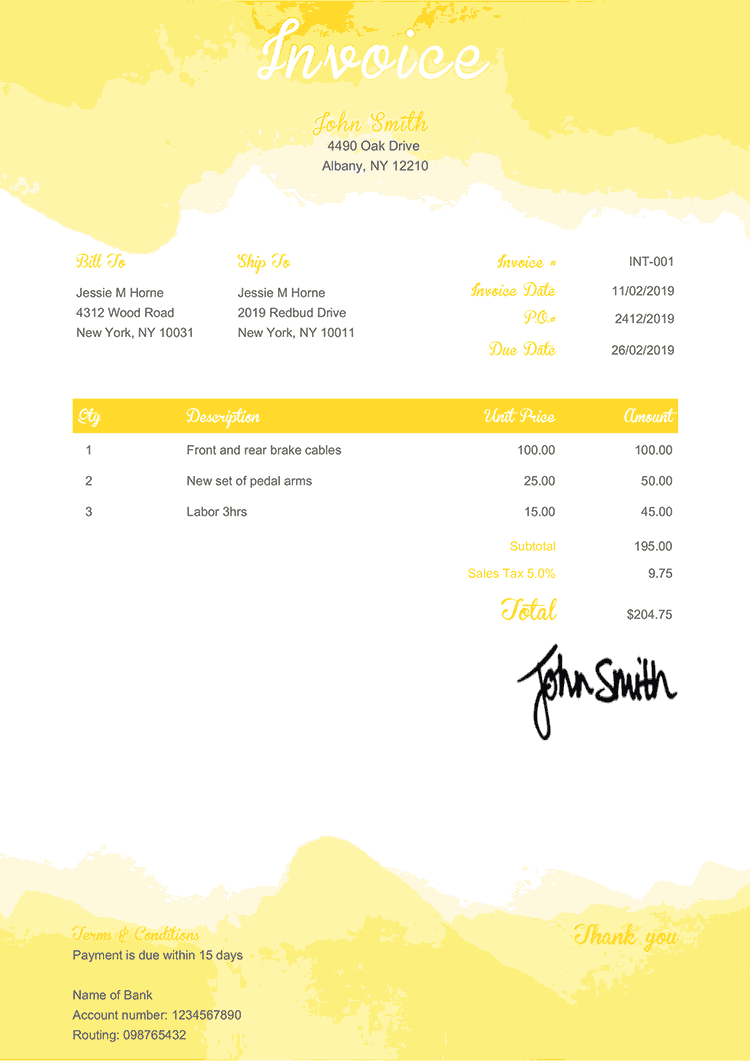 Invoice
John Smith
4490 Oak Drive
Albany, NY 12210
Bill To Ship To Invoice # INT-001
Jessie M Horne Jessie M Horne Invoice Date 11/02/2019
4312 Wood Road 2019 Redbud Drive P.O.# 2412/2019
New York, NY 10031 New York, NY 10011
Due Date 26/02/2019
Qty Description Unit Price Amount
1 Front and rear brake cables 100.00 100.00
2 New set of pedal arms 25.00 50.00
3 Labor 3hrs 15.00 45.00
Subtotal 195.00
Sales Tax 5.0% 9.75
Total $204.75
John Smith
Terms & Conditions Thank you
Payment is due within 15 days
Name of Bank
Account number: 1234567890
Routing: 098765432